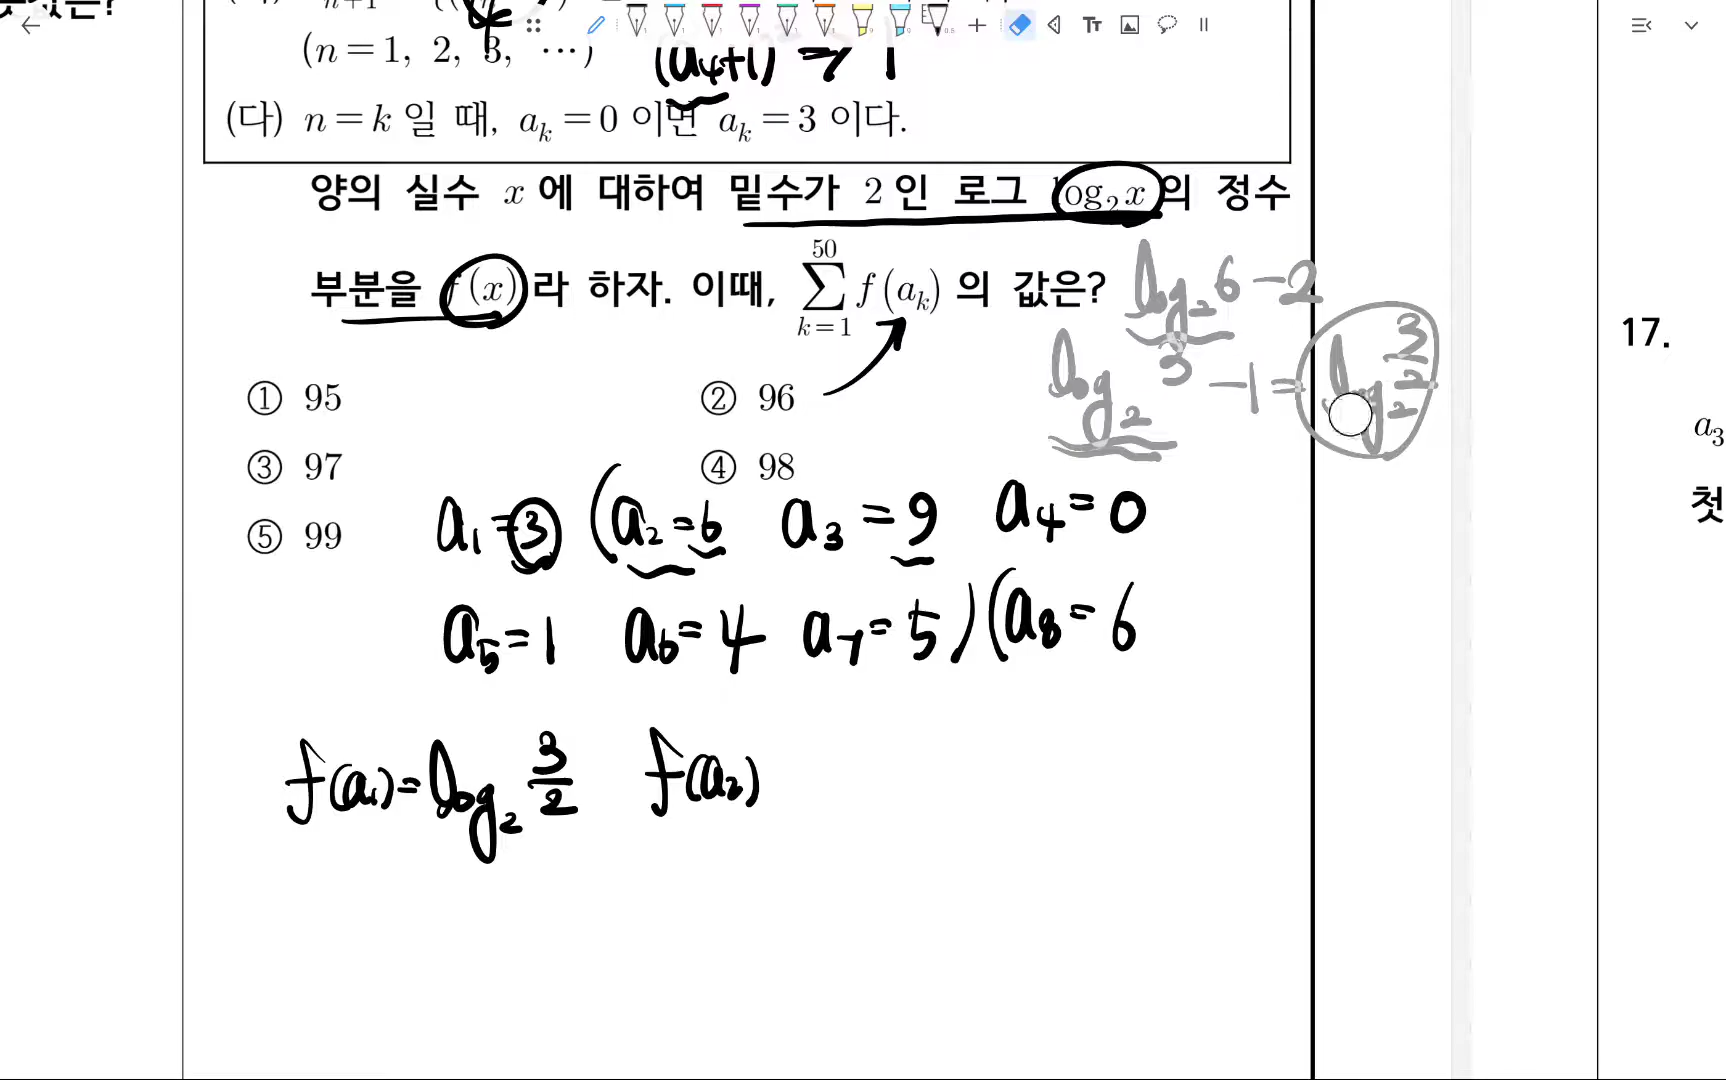 (n = 1, 2, 3, ⋯)
(a₄+1) → 1
(다) n = k 일 때, aₖ = 0 이면 aₖ = 3 이다.
양의 실수 x 에 대하여 밑수가 2 인 로그 log₂x 의 정수
부분을 f(x) 라 하자. 이때, ∑ₖ₌₁⁵⁰ f(aₖ) 의 값은?
log₂6 − 2
log₂3 − 1 = log₂ 3/2
① 95 ② 96
③ 97 ④ 98
⑤ 99
a₁ = 3 (a₂ = 6 a₃ = 9 a₄ = 0
a₅ = 1 a₆ = 4 a₇ = 5) (a₈ = 6
f(a₁) = log₂ 3/2 f(a₂)
17.
a₃
첫